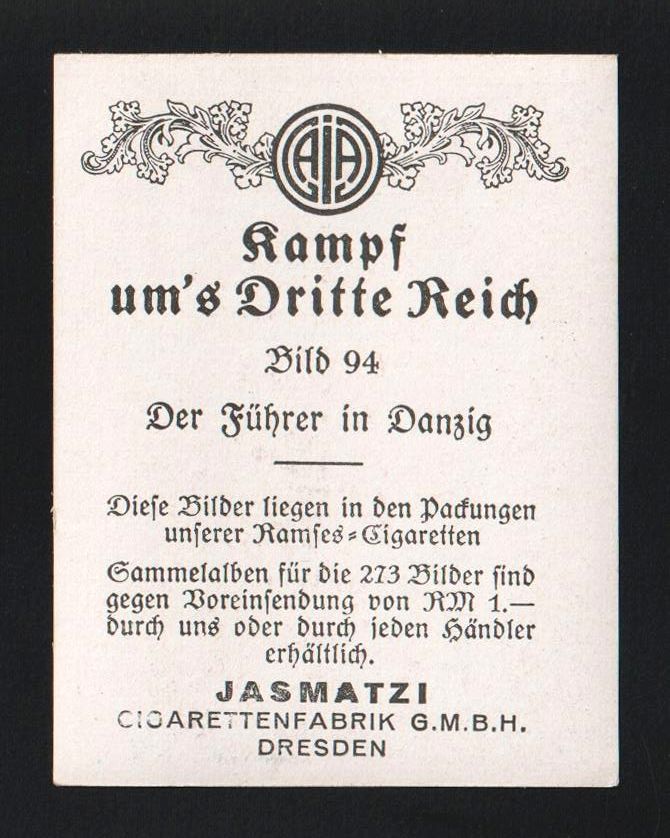 AiA
Kampf
um's Dritte Reich
Bild 94
Der Führer in Danzig
Diese Bilder liegen in den Packungen
unserer Ramses-Cigaretten
Sammelalben für die 273 Bilder sind
gegen Voreinsendung von RM 1.—
durch uns oder durch jeden Händler
erhältlich.
JASMATZI
CIGARETTENFABRIK G.M.B.H.
DRESDEN